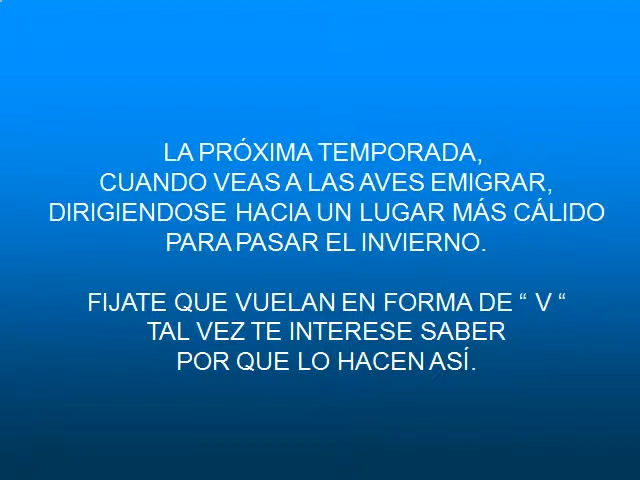 LA PRÓXIMA TEMPORADA,
CUANDO VEAS A LAS AVES EMIGRAR,
DIRIGIENDOSE HACIA UN LUGAR MÁS CÁLIDO
PARA PASAR EL INVIERNO.
FIJATE QUE VUELAN EN FORMA DE “ V “
TAL VEZ TE INTERESE SABER
POR QUE LO HACEN ASÍ.